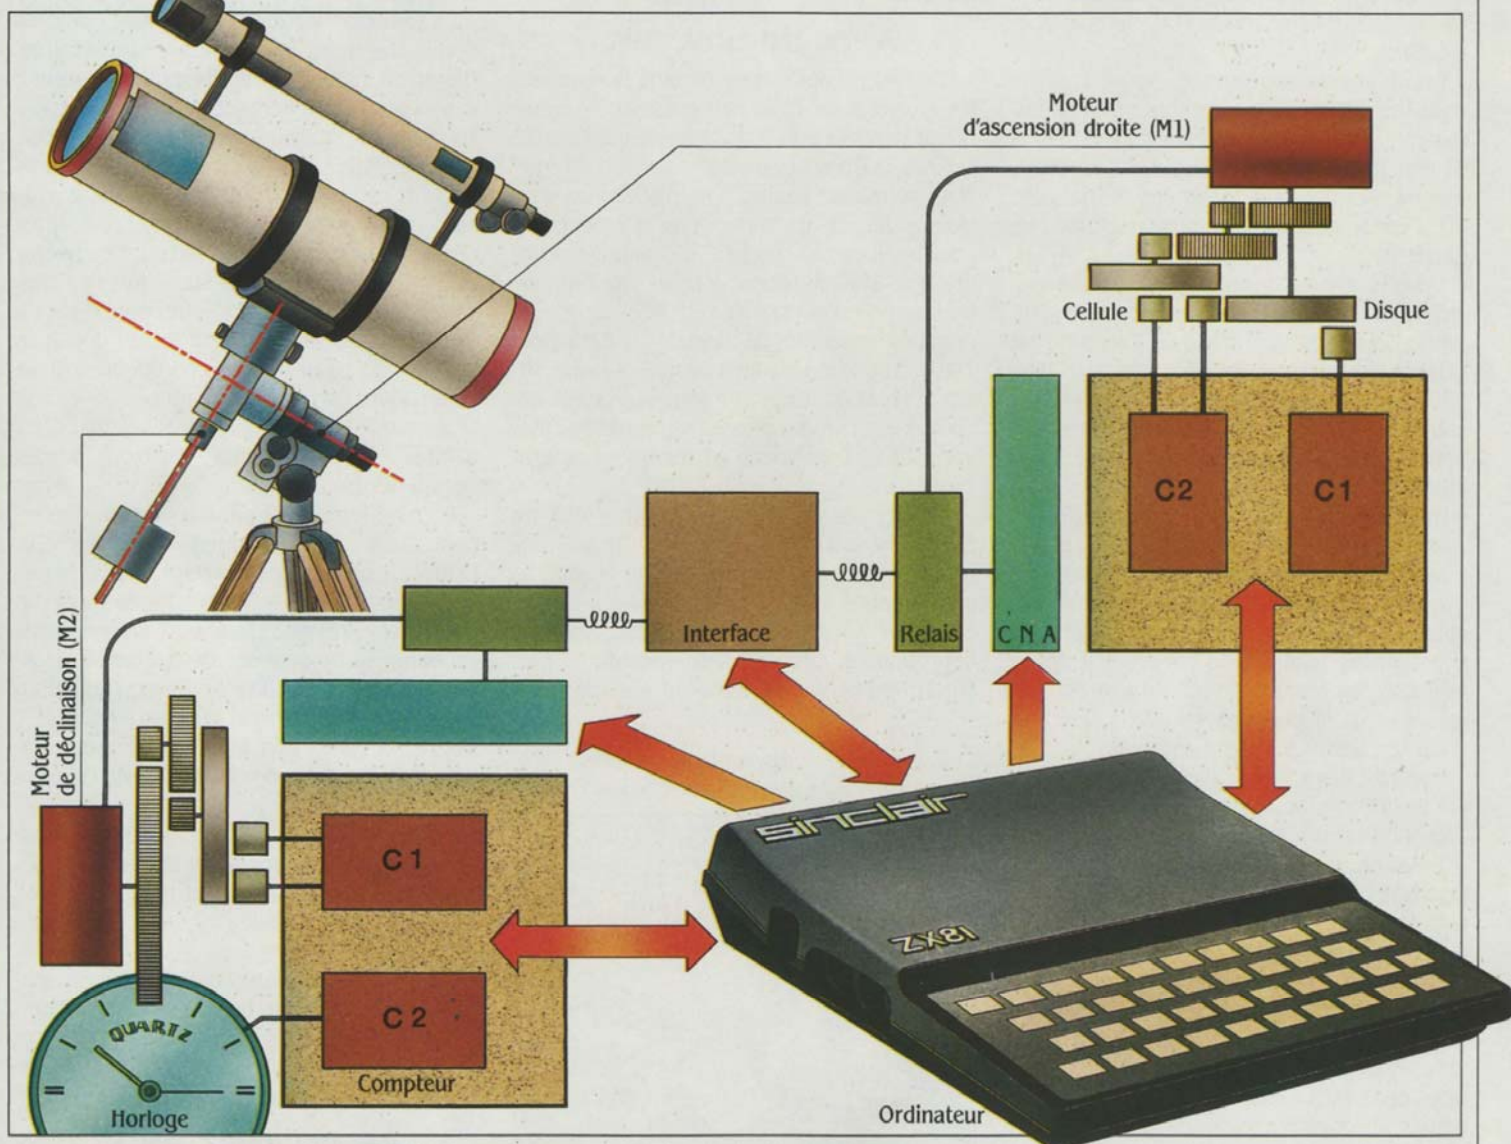 Moteur
d'ascension droite (M1)
Cellule
Disque
C2
C1
Interface
Relais
C N A
Moteur
de déclinaison (M2)
C 1
C 2
Compteur
QUARTZ
Horloge
sinclair
ZX81
Ordinateur